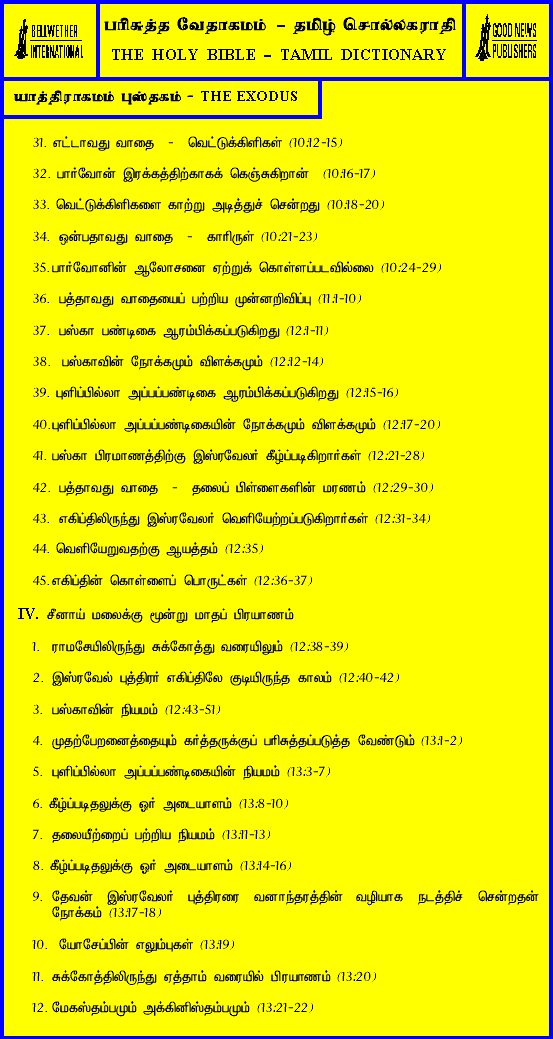 BELLWETHER
INTERNATIONAL
பரிசுத்த வேதாகமம் – தமிழ் சொல்லகராதி
THE HOLY BIBLE – TAMIL DICTIONARY
GOOD NEWS
PUBLISHERS
யாத்திராகமம் புஸ்தகம் - THE EXODUS
31. எட்டாவது வாதை - வெட்டுக்கிளிகள் (10:12-15)
32. பார்வோன் இரக்கத்திற்காகக் கெஞ்சுகிறான் (10:16-17)
33. வெட்டுக்கிளிகளை காற்று அடித்துச் சென்றது (10:18-20)
34. ஒன்பதாவது வாதை - காரிருள் (10:21-23)
35. பார்வோனின் ஆலோசனை ஏற்றுக் கொள்ளப்படவில்லை (10:24-29)
36. பத்தாவது வாதையைப் பற்றிய முன்னறிவிப்பு (11:1-10)
37. பஸ்கா பண்டிகை ஆரம்பிக்கப்படுகிறது (12:1-11)
38. பஸ்காவின் நோக்கமும் விளக்கமும் (12:12-14)
39. புளிப்பில்லா அப்பப்பண்டிகை ஆரம்பிக்கப்படுகிறது (12:15-16)
40. புளிப்பில்லா அப்பப்பண்டிகையின் நோக்கமும் விளக்கமும் (12:17-20)
41. பஸ்கா பிரமாணத்திற்கு இஸ்ரவேலர் கீழ்ப்படிகிறார்கள் (12:21-28)
42. பத்தாவது வாதை - தலைப் பிள்ளைகளின் மரணம் (12:29-30)
43. எகிப்திலிருந்து இஸ்ரவேலர் வெளியேற்றப்படுகிறார்கள் (12:31-34)
44. வெளியேறுவதற்கு ஆயத்தம் (12:35)
45. எகிப்தின் கொள்ளைப் பொருட்கள் (12:36-37)
IV. சீனாய் மலைக்கு மூன்று மாதப் பிரயாணம்
1. ராமசேயிலிருந்து சுக்கோத்து வரையிலும் (12:38-39)
2. இஸ்ரவேல் புத்திரர் எகிப்திலே குடியிருந்த காலம் (12:40-42)
3. பஸ்காவின் நியமம் (12:43-51)
4. முதற்பேறனைத்தையும் கர்த்தருக்குப் பரிசுத்தப்படுத்த வேண்டும் (13:1-2)
5. புளிப்பில்லா அப்பப்பண்டிகையின் நியமம் (13:3-7)
6. கீழ்ப்படிதலுக்கு ஓர் அடையாளம் (13:8-10)
7. தலையீற்றைப் பற்றிய நியமம் (13:11-13)
8. கீழ்ப்படிதலுக்கு ஓர் அடையாளம் (13:14-16)
9. தேவன் இஸ்ரவேலர் புத்திரரை வனாந்தரத்தின் வழியாக நடத்திச் சென்றதன்
நோக்கம் (13:17-18)
10. யோசேப்பின் எலும்புகள் (13:19)
11. சுக்கோத்திலிருந்து ஏத்தாம் வரையில் பிரயாணம் (13:20)
12. மேகஸ்தம்பமும் அக்கினிஸ்தம்பமும் (13:21-22)